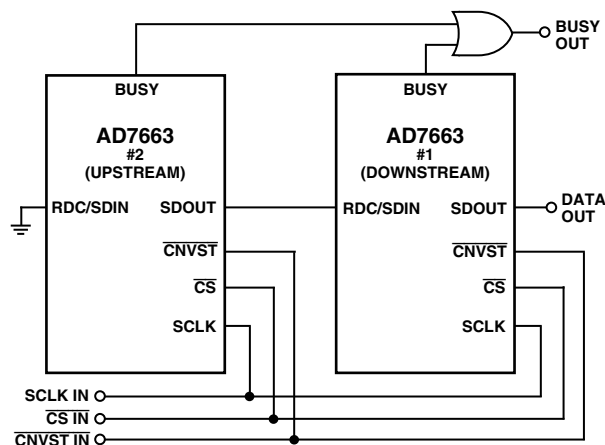 BUSY
OUT
BUSY
BUSY
AD7663
#2
(UPSTREAM)
AD7663
#1
(DOWNSTREAM)
RDC/SDIN
SDOUT
RDC/SDIN
SDOUT
DATA
OUT
CNVST
CNVST
CS
CS
SCLK
SCLK
SCLK IN
CS IN
CNVST IN